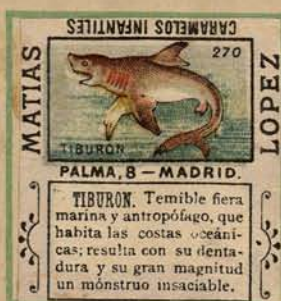 CARAMELOS INFANTILES
MATIAS
LOPEZ
270
TIBURON
PALMA, 8 — MADRID.
TIBURON. Temible fiera
marina y antropófago, que
habita las costas oceáni-
cas; resulta con su denta-
dura y su gran magnitud
un mónstruo insaciable.